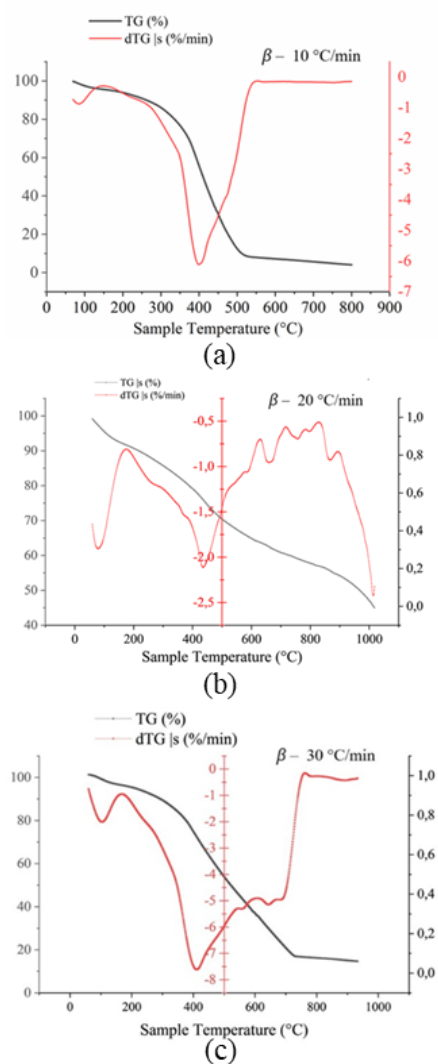 TG (%)
dTG |s (%/min)
β – 10 °C/min
100
80
60
40
20
0
0
-1
-2
-3
-4
-5
-6
-7
0 100 200 300 400 500 600 700 800 900
Sample Temperature (°C)
(a)
TG |s (%)
dTG |s (%/min)
β – 20 °C/min
100
90
80
70
60
50
40
-0,5
-1,0
-1,5
-2,0
-2,5
1,0
0,8
0,6
0,4
0,2
0,0
0 200 400 600 800 1000
Sample Temperature (°C)
(b)
TG (%)
dTG |s (%/min)
β – 30 °C/min
100
80
60
40
20
0
0
-1
-2
-3
-4
-5
-6
-7
-8
1,0
0,8
0,6
0,4
0,2
0,0
0 200 400 600 800 1000
Sample Temperature (°C)
(c)